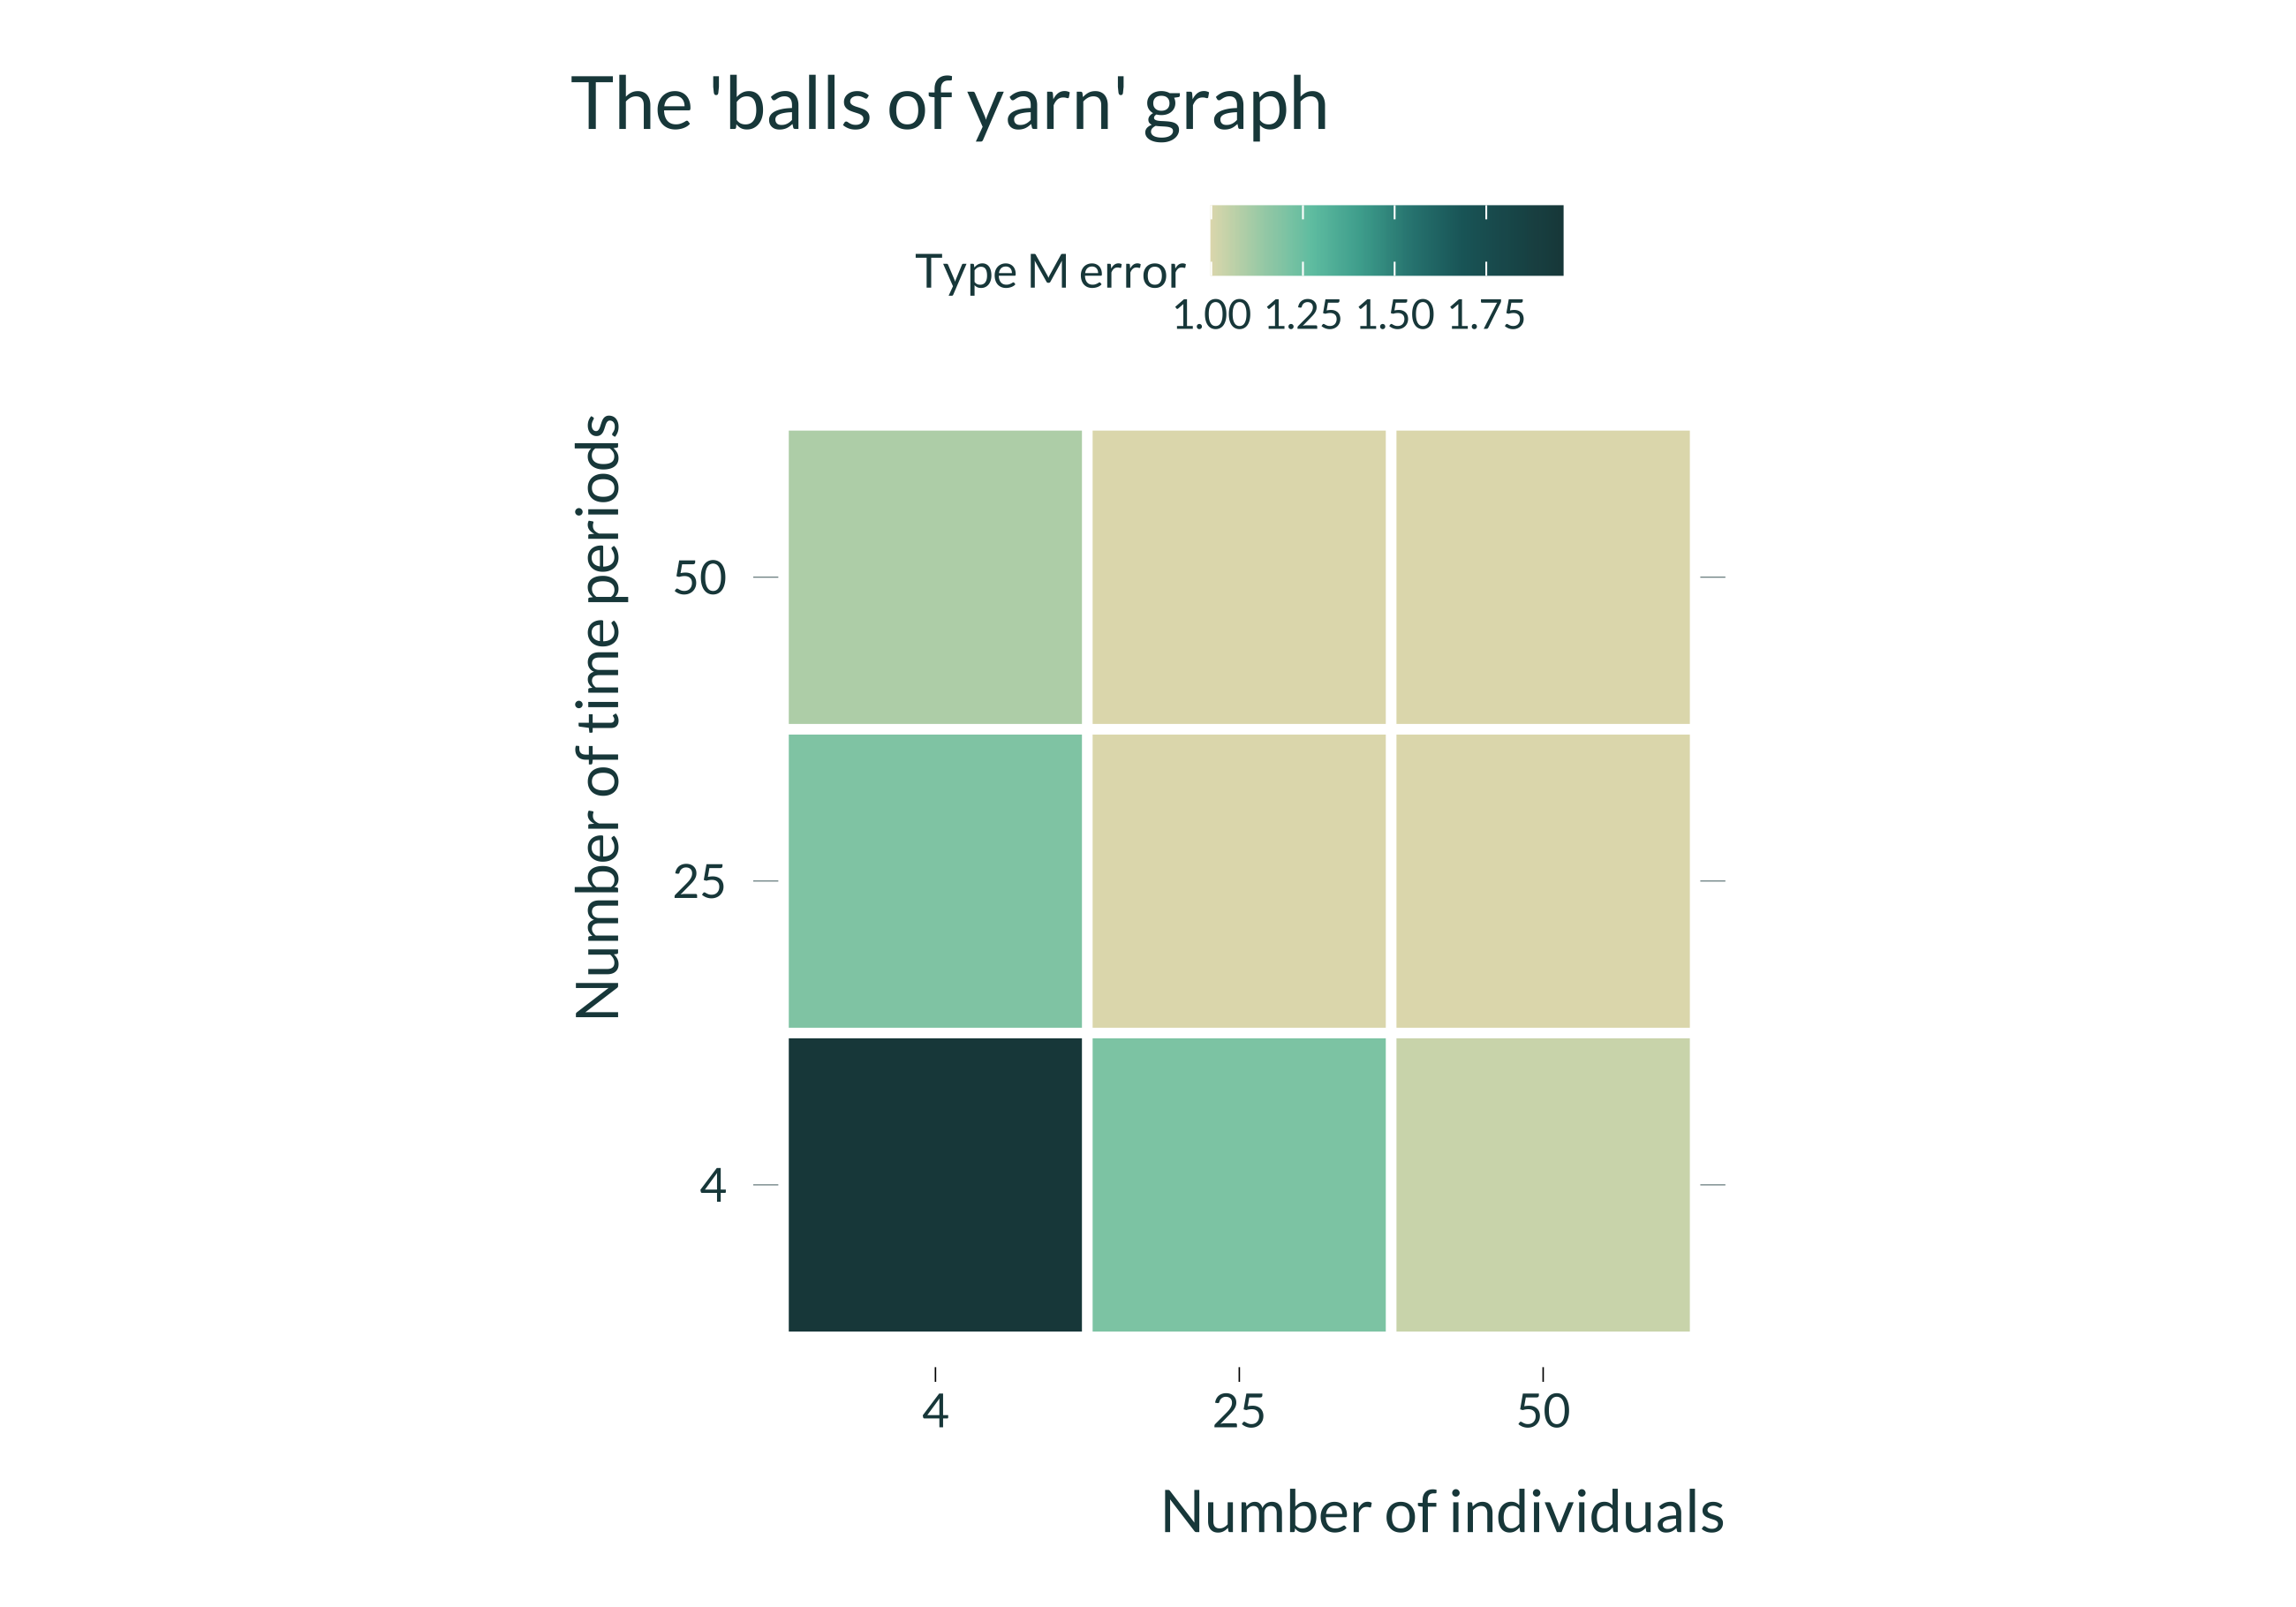 The 'balls of yarn' graph
Type M error
1.00 1.25 1.50 1.75
Number of time periods
50
25
4
4 25 50
Number of individuals